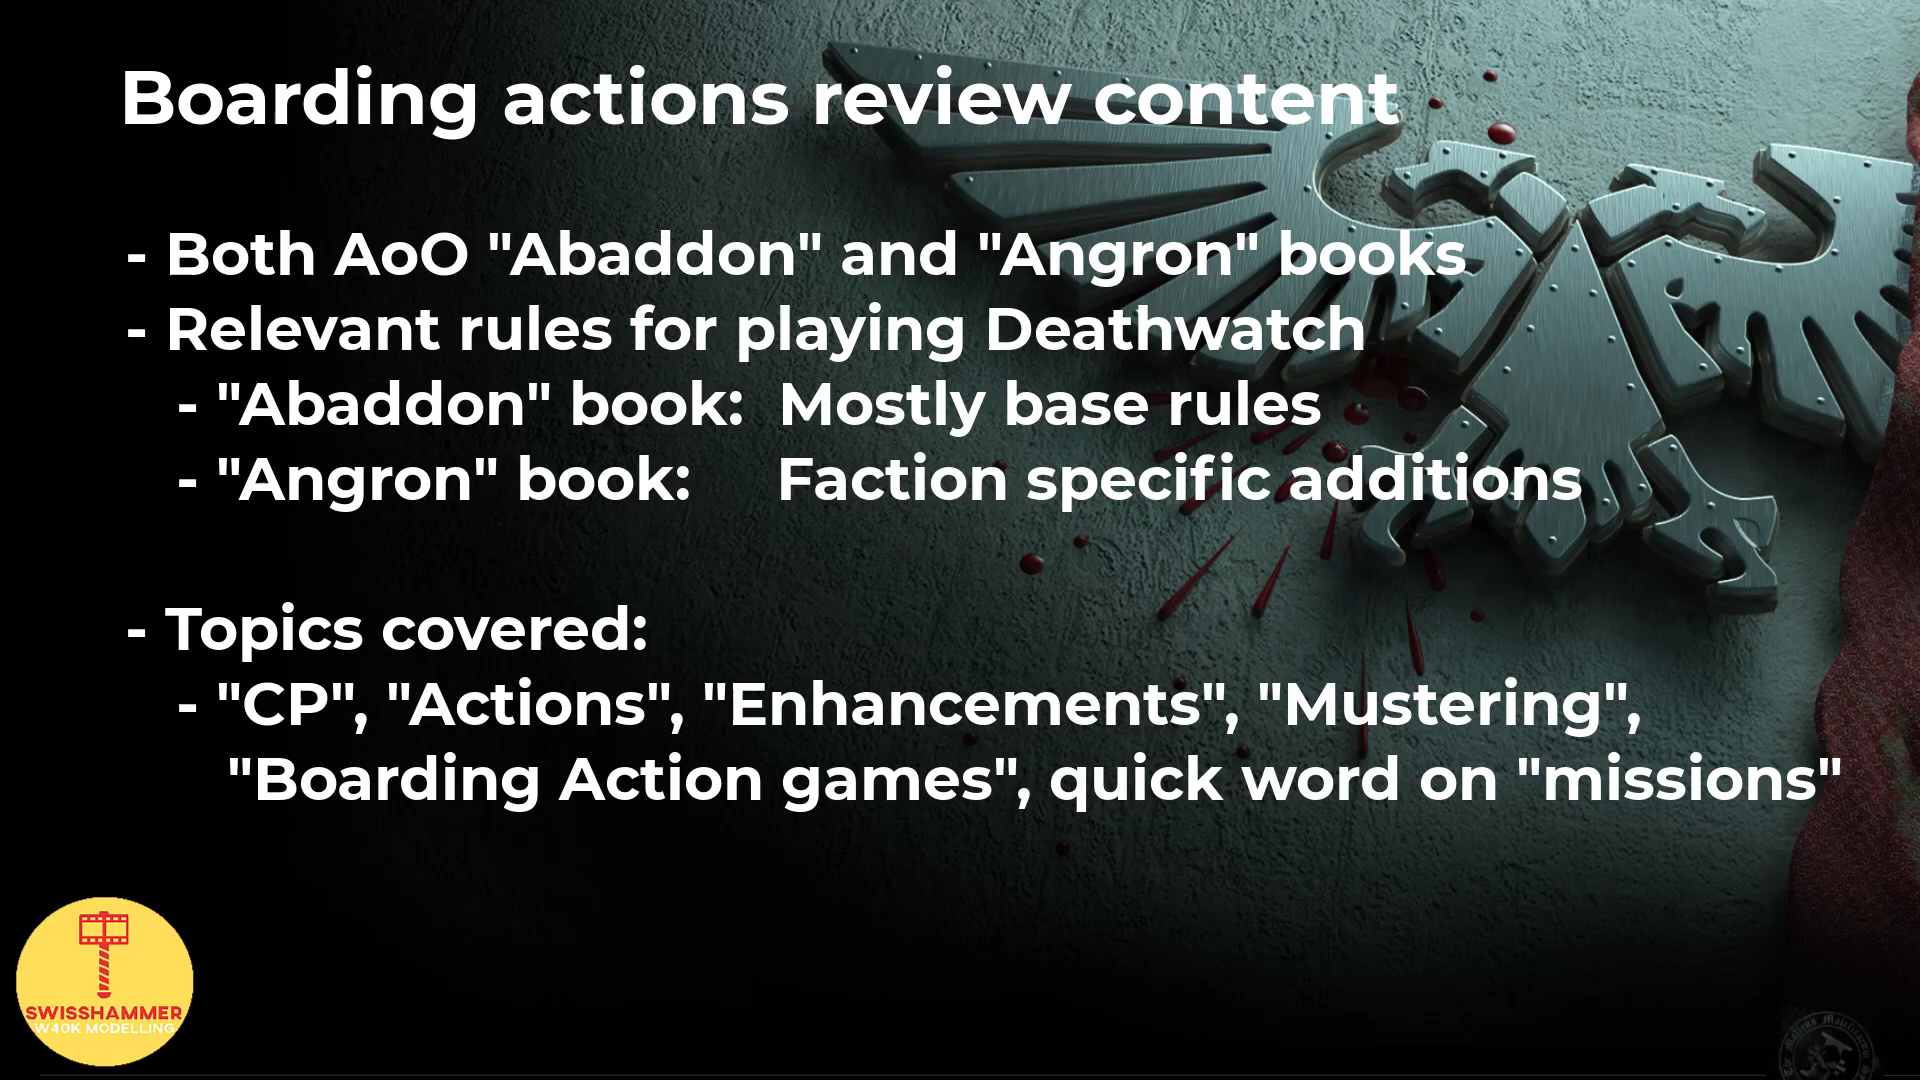 Boarding actions review content
- Both AoO "Abaddon" and "Angron" books
- Relevant rules for playing Deathwatch
- "Abaddon" book: Mostly base rules
- "Angron" book: Faction specific additions
- Topics covered:
- "CP", "Actions", "Enhancements", "Mustering",
"Boarding Action games", quick word on "missions"
SWISSHAMMER
W40K MODELLING